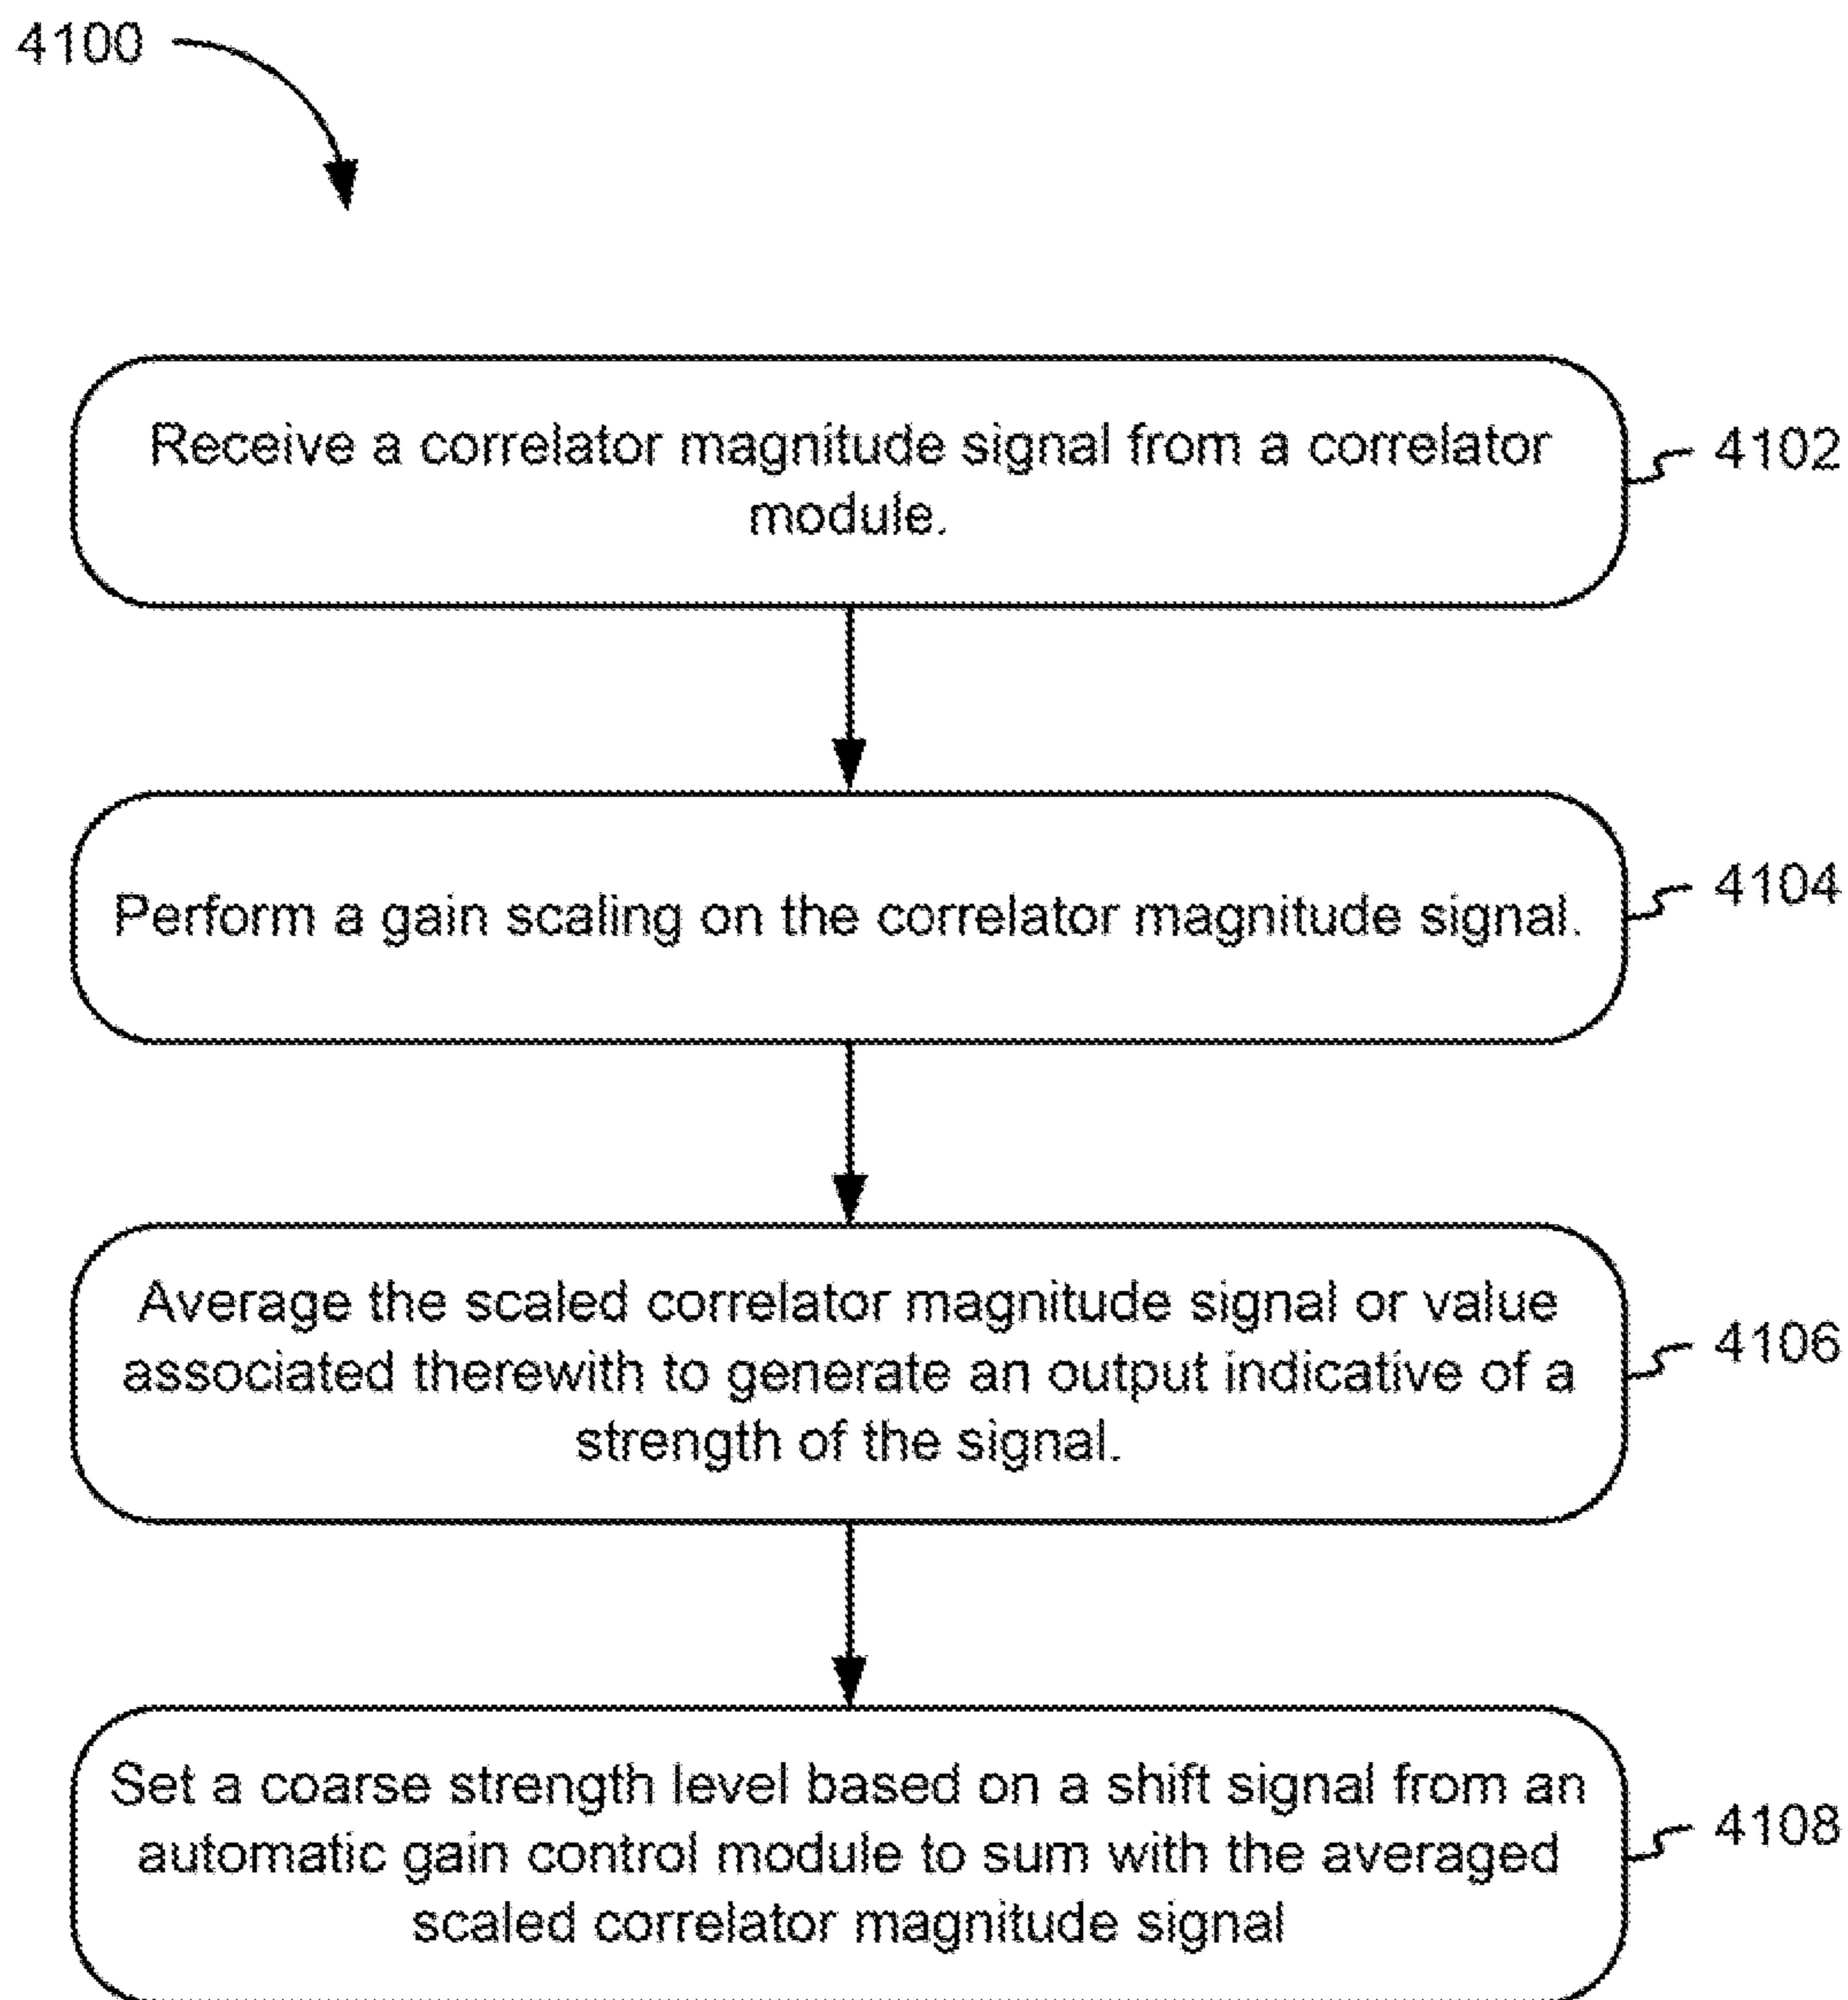 4100
Receive a correlator magnitude signal from a correlator
module.
4102
Perform a gain scaling on the correlator magnitude signal.
4104
Average the scaled correlator magnitude signal or value
associated therewith to generate an output indicative of a
strength of the signal.
4106
Set a coarse strength level based on a shift signal from an
automatic gain control module to sum with the averaged
scaled correlator magnitude signal
4108